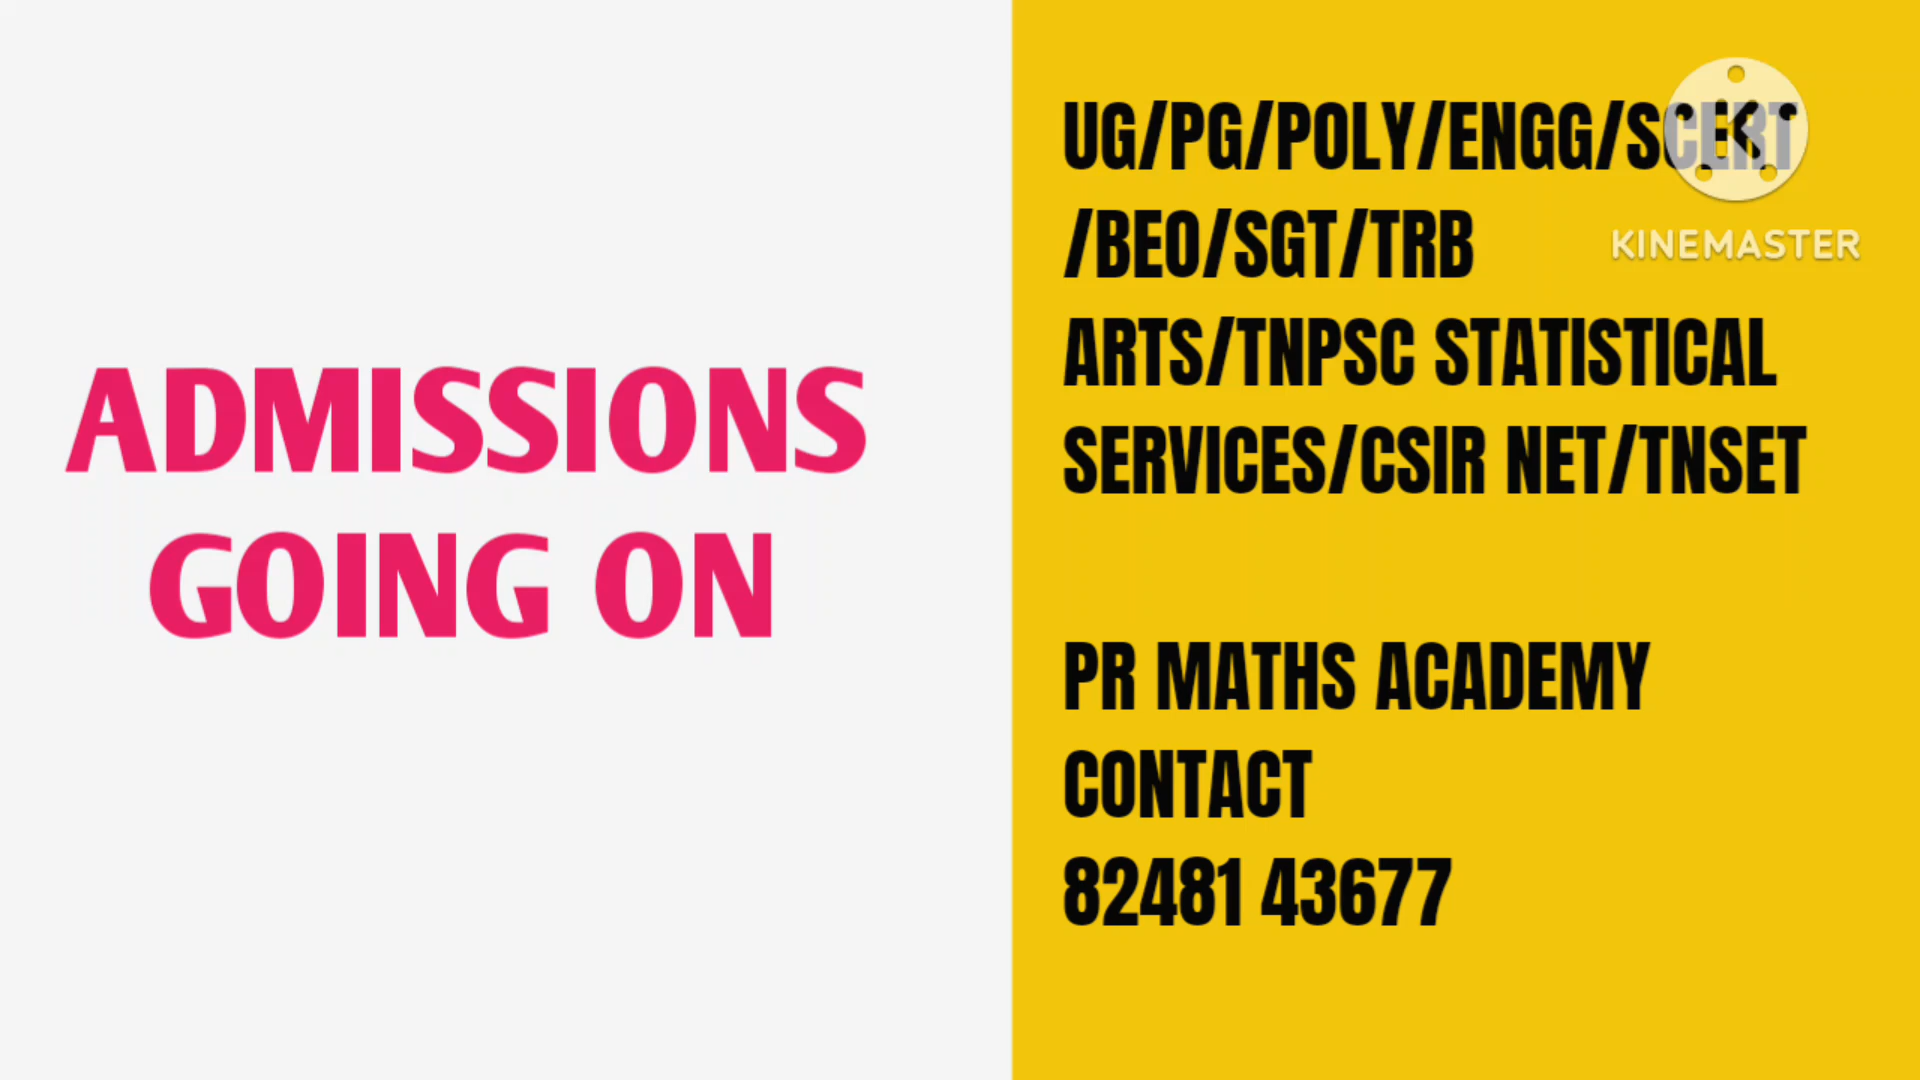 ADMISSIONS
GOING ON
UG/PG/POLY/ENGG/SCERT
/BEO/SGT/TRB
ARTS/TNPSC STATISTICAL
SERVICES/CSIR NET/TNSET
PR MATHS ACADEMY
CONTACT
82481 43677
K
KINEMASTER